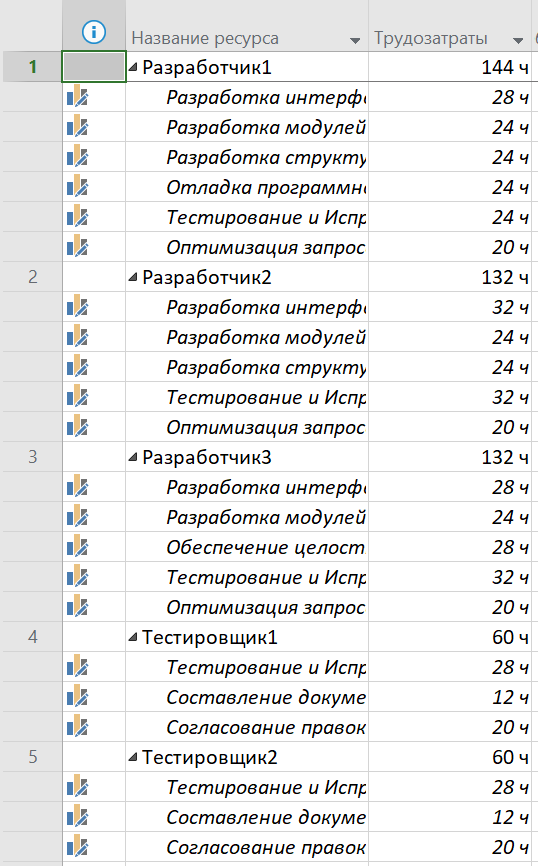 Название ресурса Трудозатраты
1 Разработчик1 144 ч
Разработка интерф 28 ч
Разработка модулей 24 ч
Разработка структу 24 ч
Отладка программн 24 ч
Тестирование и Испр 24 ч
Оптимизация запрос 20 ч
2 Разработчик2 132 ч
Разработка интерф 32 ч
Разработка модулей 24 ч
Разработка структу 24 ч
Тестирование и Испр 32 ч
Оптимизация запрос 20 ч
3 Разработчик3 132 ч
Разработка интерф 28 ч
Разработка модулей 24 ч
Обеспечение целост 28 ч
Тестирование и Испр 32 ч
Оптимизация запрос 20 ч
4 Тестировщик1 60 ч
Тестирование и Испр 28 ч
Составление докуме 12 ч
Согласование правок 20 ч
5 Тестировщик2 60 ч
Тестирование и Испр 28 ч
Составление докуме 12 ч
Согласование правок 20 ч